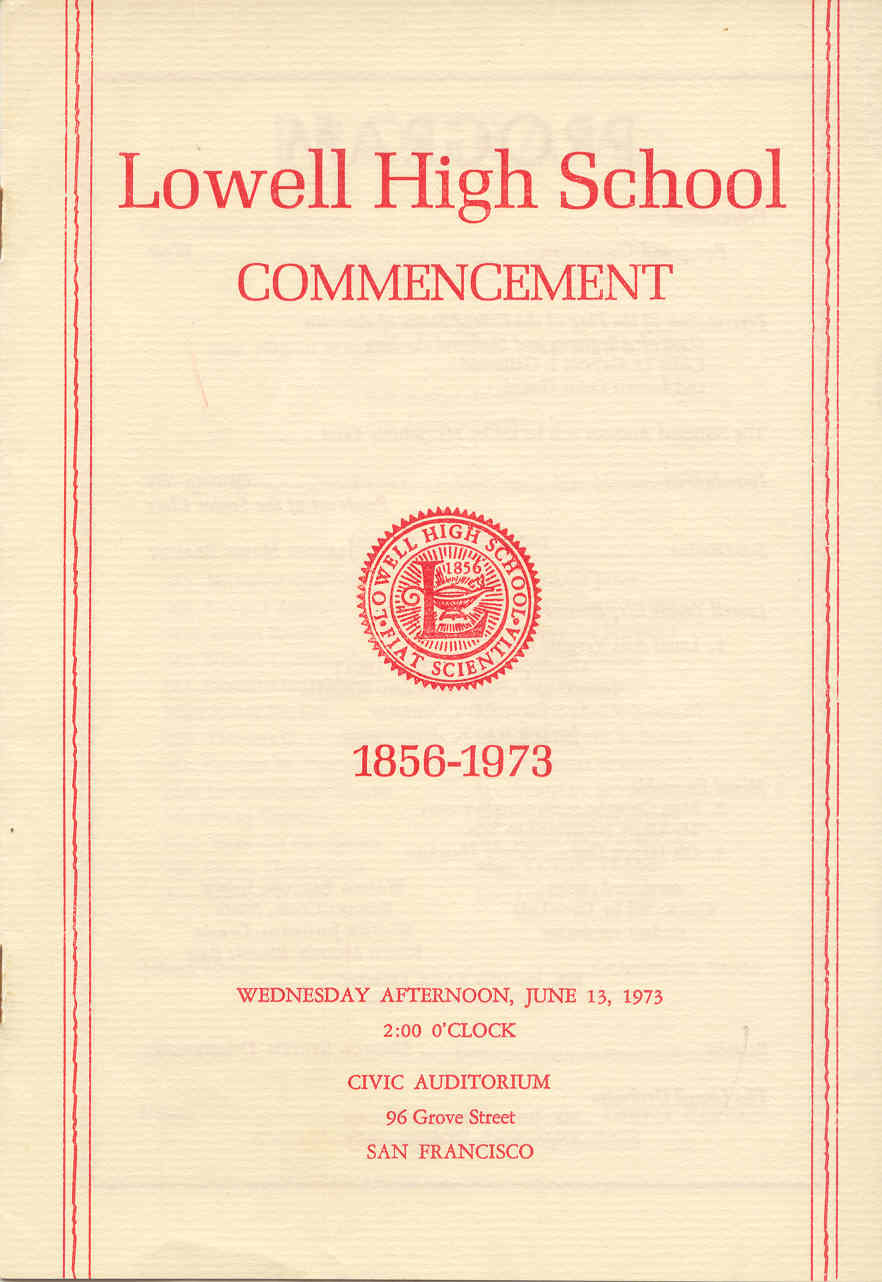 Lowell High School
COMMENCEMENT
LOWELL HIGH SCHOOL
1856
L
FIAT SCIENTIA
1856-1973
WEDNESDAY AFTERNOON, JUNE 13, 1973
2:00 O'CLOCK
CIVIC AUDITORIUM
96 Grove Street
SAN FRANCISCO